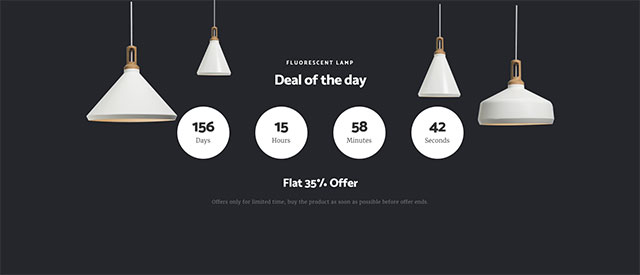 FLUORESCENT LAMP
Deal of the day
156 15 58 42
Days Hours Minutes Seconds
Flat 35% Offer
Offers only for limited time, buy the product as soon as possible before offer ends.